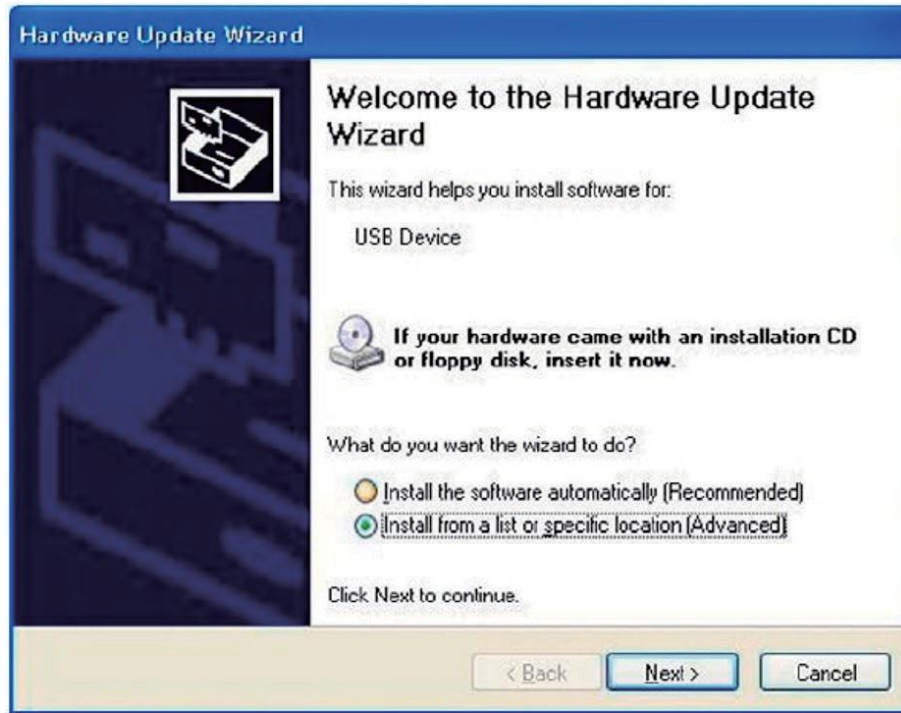 Hardware Update Wizard
Welcome to the Hardware Update
Wizard
This wizard helps you install software for:
USB Device
If your hardware came with an installation CD
or floppy disk, insert it now.
What do you want the wizard to do?
Install the software automatically (Recommended)
Install from a list or specific location (Advanced)
Click Next to continue.
< Back
Next >
Cancel